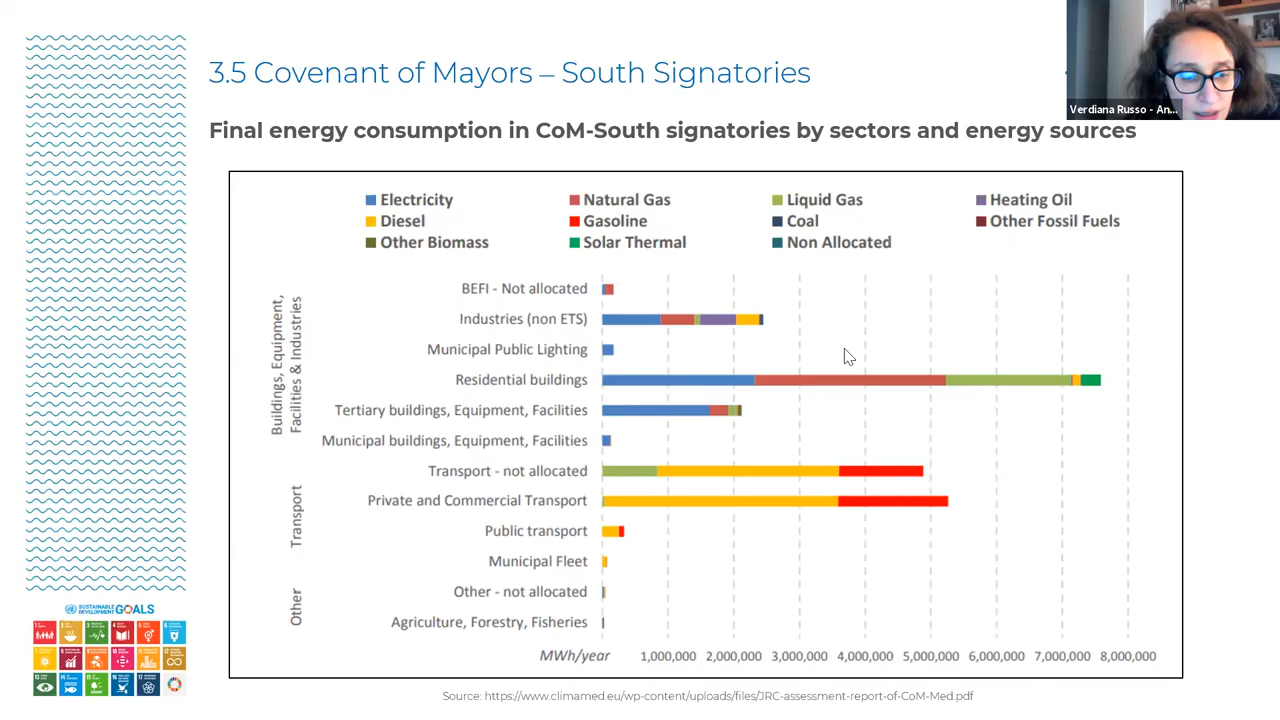 3.5 Covenant of Mayors – South Signatories
Verdiana Russo - An...
Final energy consumption in CoM-South signatories by sectors and energy sources
Electricity
Natural Gas
Liquid Gas
Heating Oil
Diesel
Gasoline
Coal
Other Fossil Fuels
Other Biomass
Solar Thermal
Non Allocated
Buildings, Equipment,
Facilities & Industries
BEFI - Not allocated
Industries (non ETS)
Municipal Public Lighting
Residential buildings
Tertiary buildings, Equipment, Facilities
Municipal buildings, Equipment, Facilities
Transport
Transport - not allocated
Private and Commercial Transport
Public transport
Municipal Fleet
Other
Other - not allocated
Agriculture, Forestry, Fisheries
MWh/year
1,000,000
2,000,000
3,000,000
4,000,000
5,000,000
6,000,000
7,000,000
8,000,000
SUSTAINABLE
DEVELOPMENT
GOALS
Source: https://www.climamed.eu/wp-content/uploads/files/JRC-assessment-report-of-CoM-Med.pdf